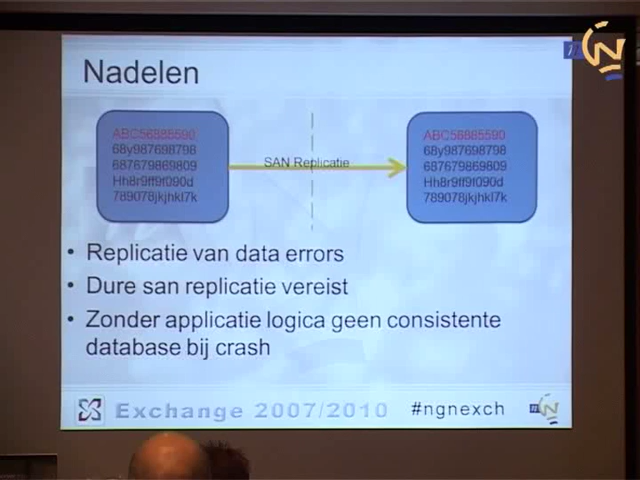 Nadelen
ABC56885590
68y987698798
687679869809
Hh8r9ff9f090d
789078jkjhkl7k
SAN Replicatie
ABC56885590
68y987698798
687679869809
Hh8r9ff9f090d
789078jkjhkl7k
• Replicatie van data errors
• Dure san replicatie vereist
• Zonder applicatie logica geen consistente
database bij crash
Exchange 2007/2010 #ngnexch